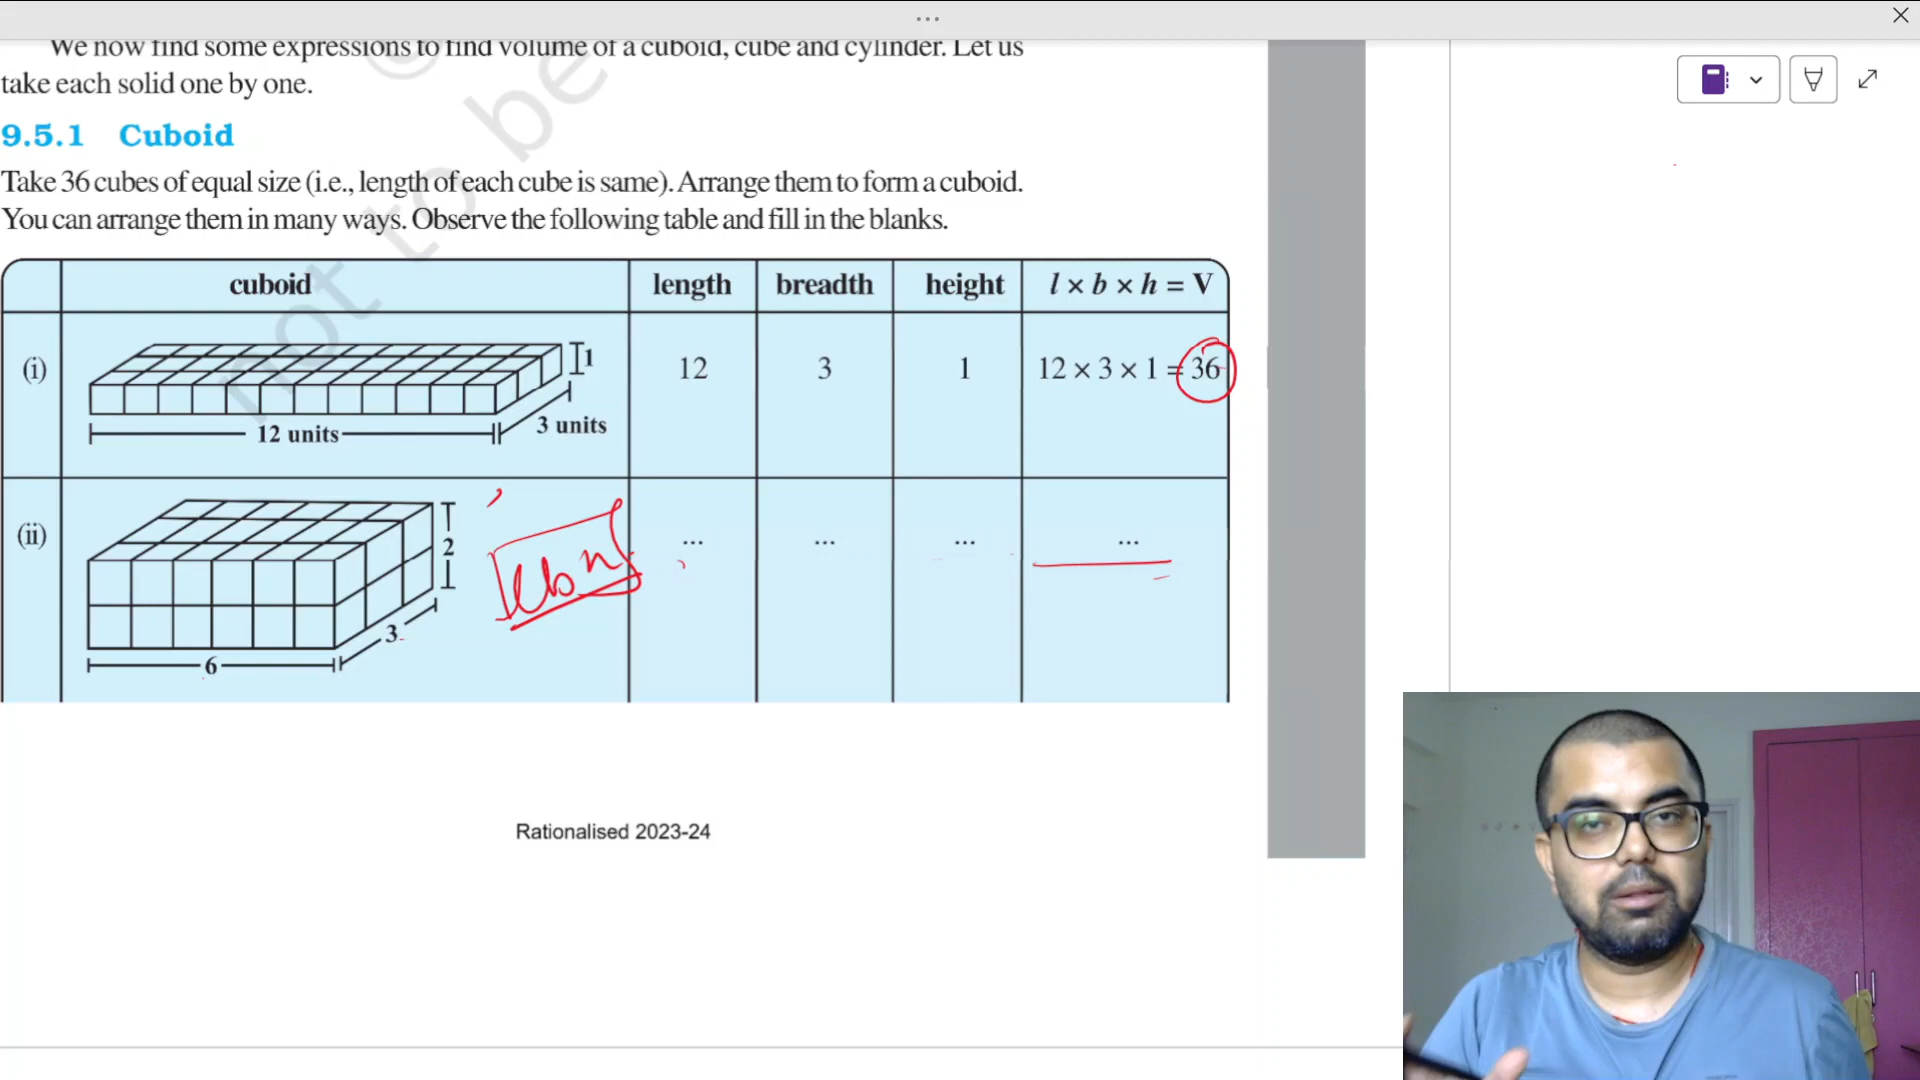 We now find some expressions to find volume of a cuboid, cube and cylinder. Let us
take each solid one by one.
9.5.1 Cuboid
Take 36 cubes of equal size (i.e., length of each cube is same). Arrange them to form a cuboid.
You can arrange them in many ways. Observe the following table and fill in the blanks.
cuboid length breadth height l × b × h = V
(i) 12 3 1 12 × 3 × 1 = 36
1
12 units
3 units
(ii) ... ... ... ...
2
3
6
lbh
Rationalised 2023-24
not to be
©